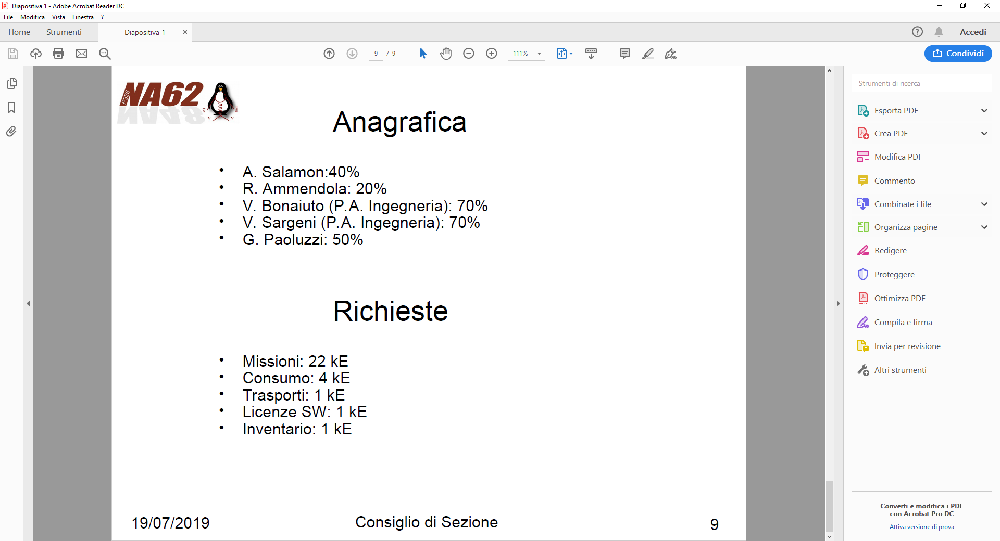 Diapositiva 1 - Adobe Acrobat Reader DC
File Modifica Vista Finestra ?
Home Strumenti Diapositiva 1 Accedi
9 / 9 111% Condividi
P326
NA62
NA48
s d
ν ν
Anagrafica
• A. Salamon:40%
• R. Ammendola: 20%
• V. Bonaiuto (P.A. Ingegneria): 70%
• V. Sargeni (P.A. Ingegneria): 70%
• G. Paoluzzi: 50%
Richieste
• Missioni: 22 kE
• Consumo: 4 kE
• Trasporti: 1 kE
• Licenze SW: 1 kE
• Inventario: 1 kE
19/07/2019 Consiglio di Sezione 9
Strumenti di ricerca
Esporta PDF
Crea PDF
Modifica PDF
Commento
Combinate i file
Organizza pagine
Redigere
Proteggere
Ottimizza PDF
Compila e firma
Invia per revisione
Altri strumenti
Converti e modifica i PDF
con Acrobat Pro DC
Attiva versione di prova